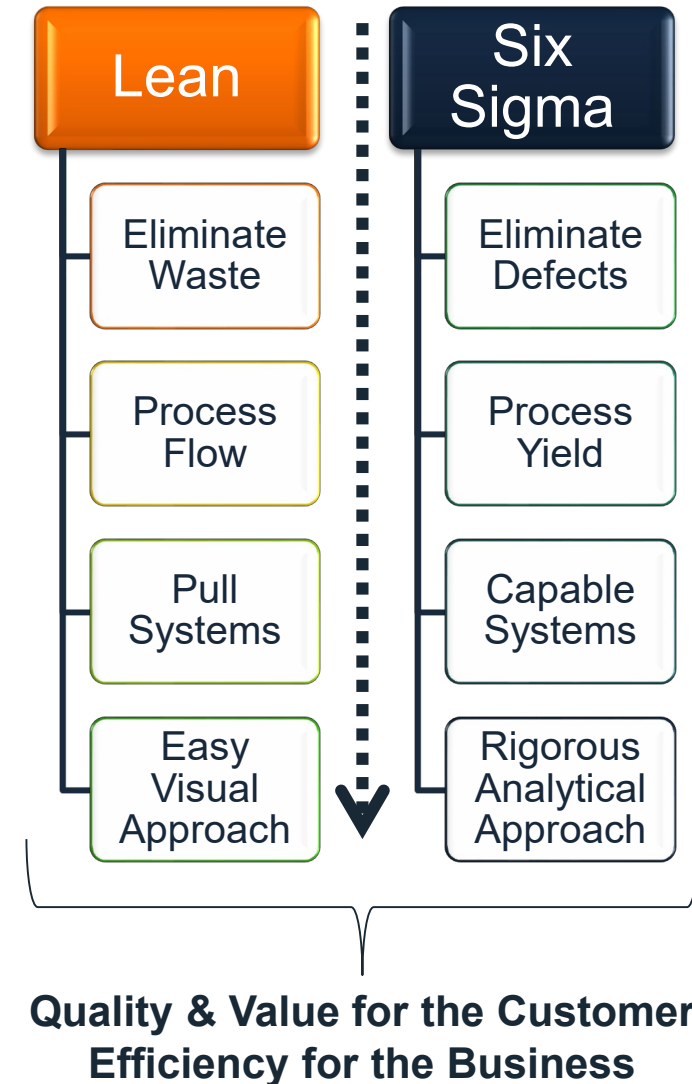 Lean
Eliminate
Waste
Process
Flow
Pull
Systems
Easy
Visual
Approach
Six
Sigma
Eliminate
Defects
Process
Yield
Capable
Systems
Rigorous
Analytical
Approach
Quality & Value for the Customer
Efficiency for the Business